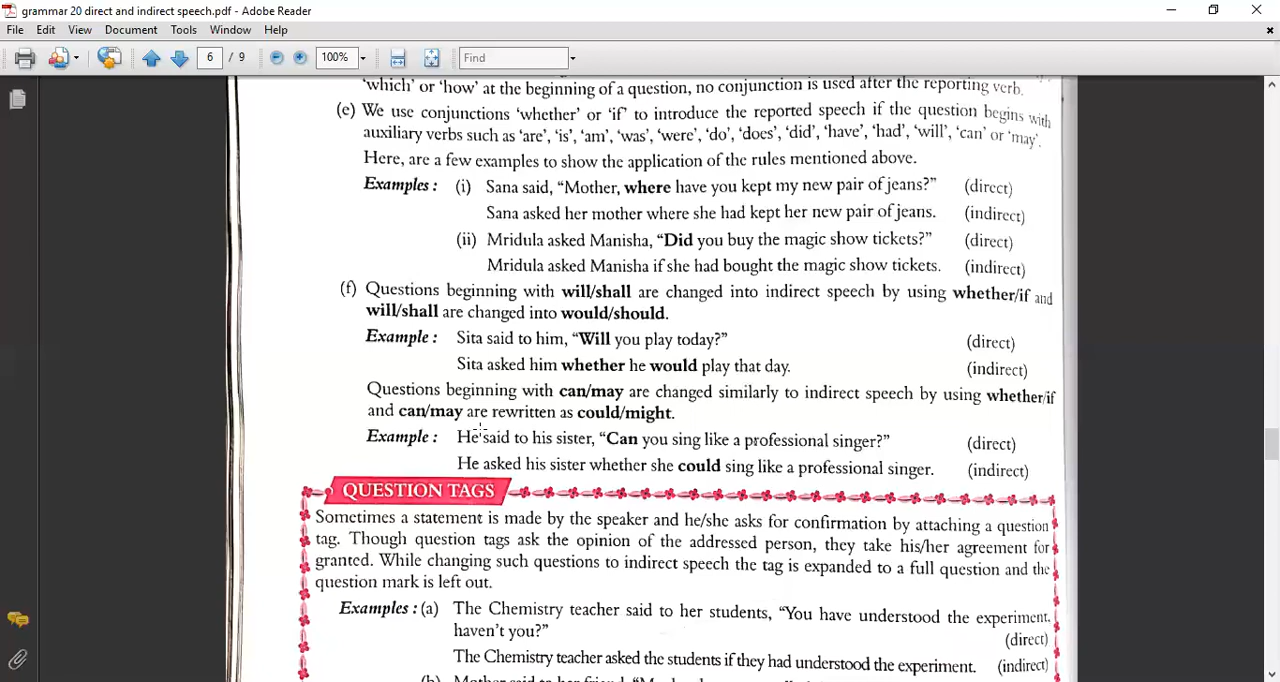 grammar 20 direct and indirect speech.pdf - Adobe Reader
File Edit View Document Tools Window Help
6 / 9 100% Find
'which' or 'how' at the beginning of a question, no conjunction is used after the reporting verb.
(e) We use conjunctions 'whether' or 'if' to introduce the reported speech if the question begins with
auxiliary verbs such as 'are', 'is', 'am', 'was', 'were', 'do', 'does', 'did', 'have', 'had', 'will', 'can' or 'may'.
Here, are a few examples to show the application of the rules mentioned above.
Examples : (i) Sana said, "Mother, where have you kept my new pair of jeans?" (direct)
Sana asked her mother where she had kept her new pair of jeans. (indirect)
(ii) Mridula asked Manisha, "Did you buy the magic show tickets?" (direct)
Mridula asked Manisha if she had bought the magic show tickets. (indirect)
(f) Questions beginning with will/shall are changed into indirect speech by using whether/if and
will/shall are changed into would/should.
Example : Sita said to him, "Will you play today?" (direct)
Sita asked him whether he would play that day. (indirect)
Questions beginning with can/may are changed similarly to indirect speech by using whether/if
and can/may are rewritten as could/might.
Example : He said to his sister, "Can you sing like a professional singer?" (direct)
He asked his sister whether she could sing like a professional singer. (indirect)
QUESTION TAGS
Sometimes a statement is made by the speaker and he/she asks for confirmation by attaching a question
tag. Though question tags ask the opinion of the addressed person, they take his/her agreement for
granted. While changing such questions to indirect speech the tag is expanded to a full question and the
question mark is left out.
Examples : (a) The Chemistry teacher said to her students, "You have understood the experiment,
haven't you?" (direct)
The Chemistry teacher asked the students if they had understood the experiment. (indirect)
(b) Mother said to her friend,